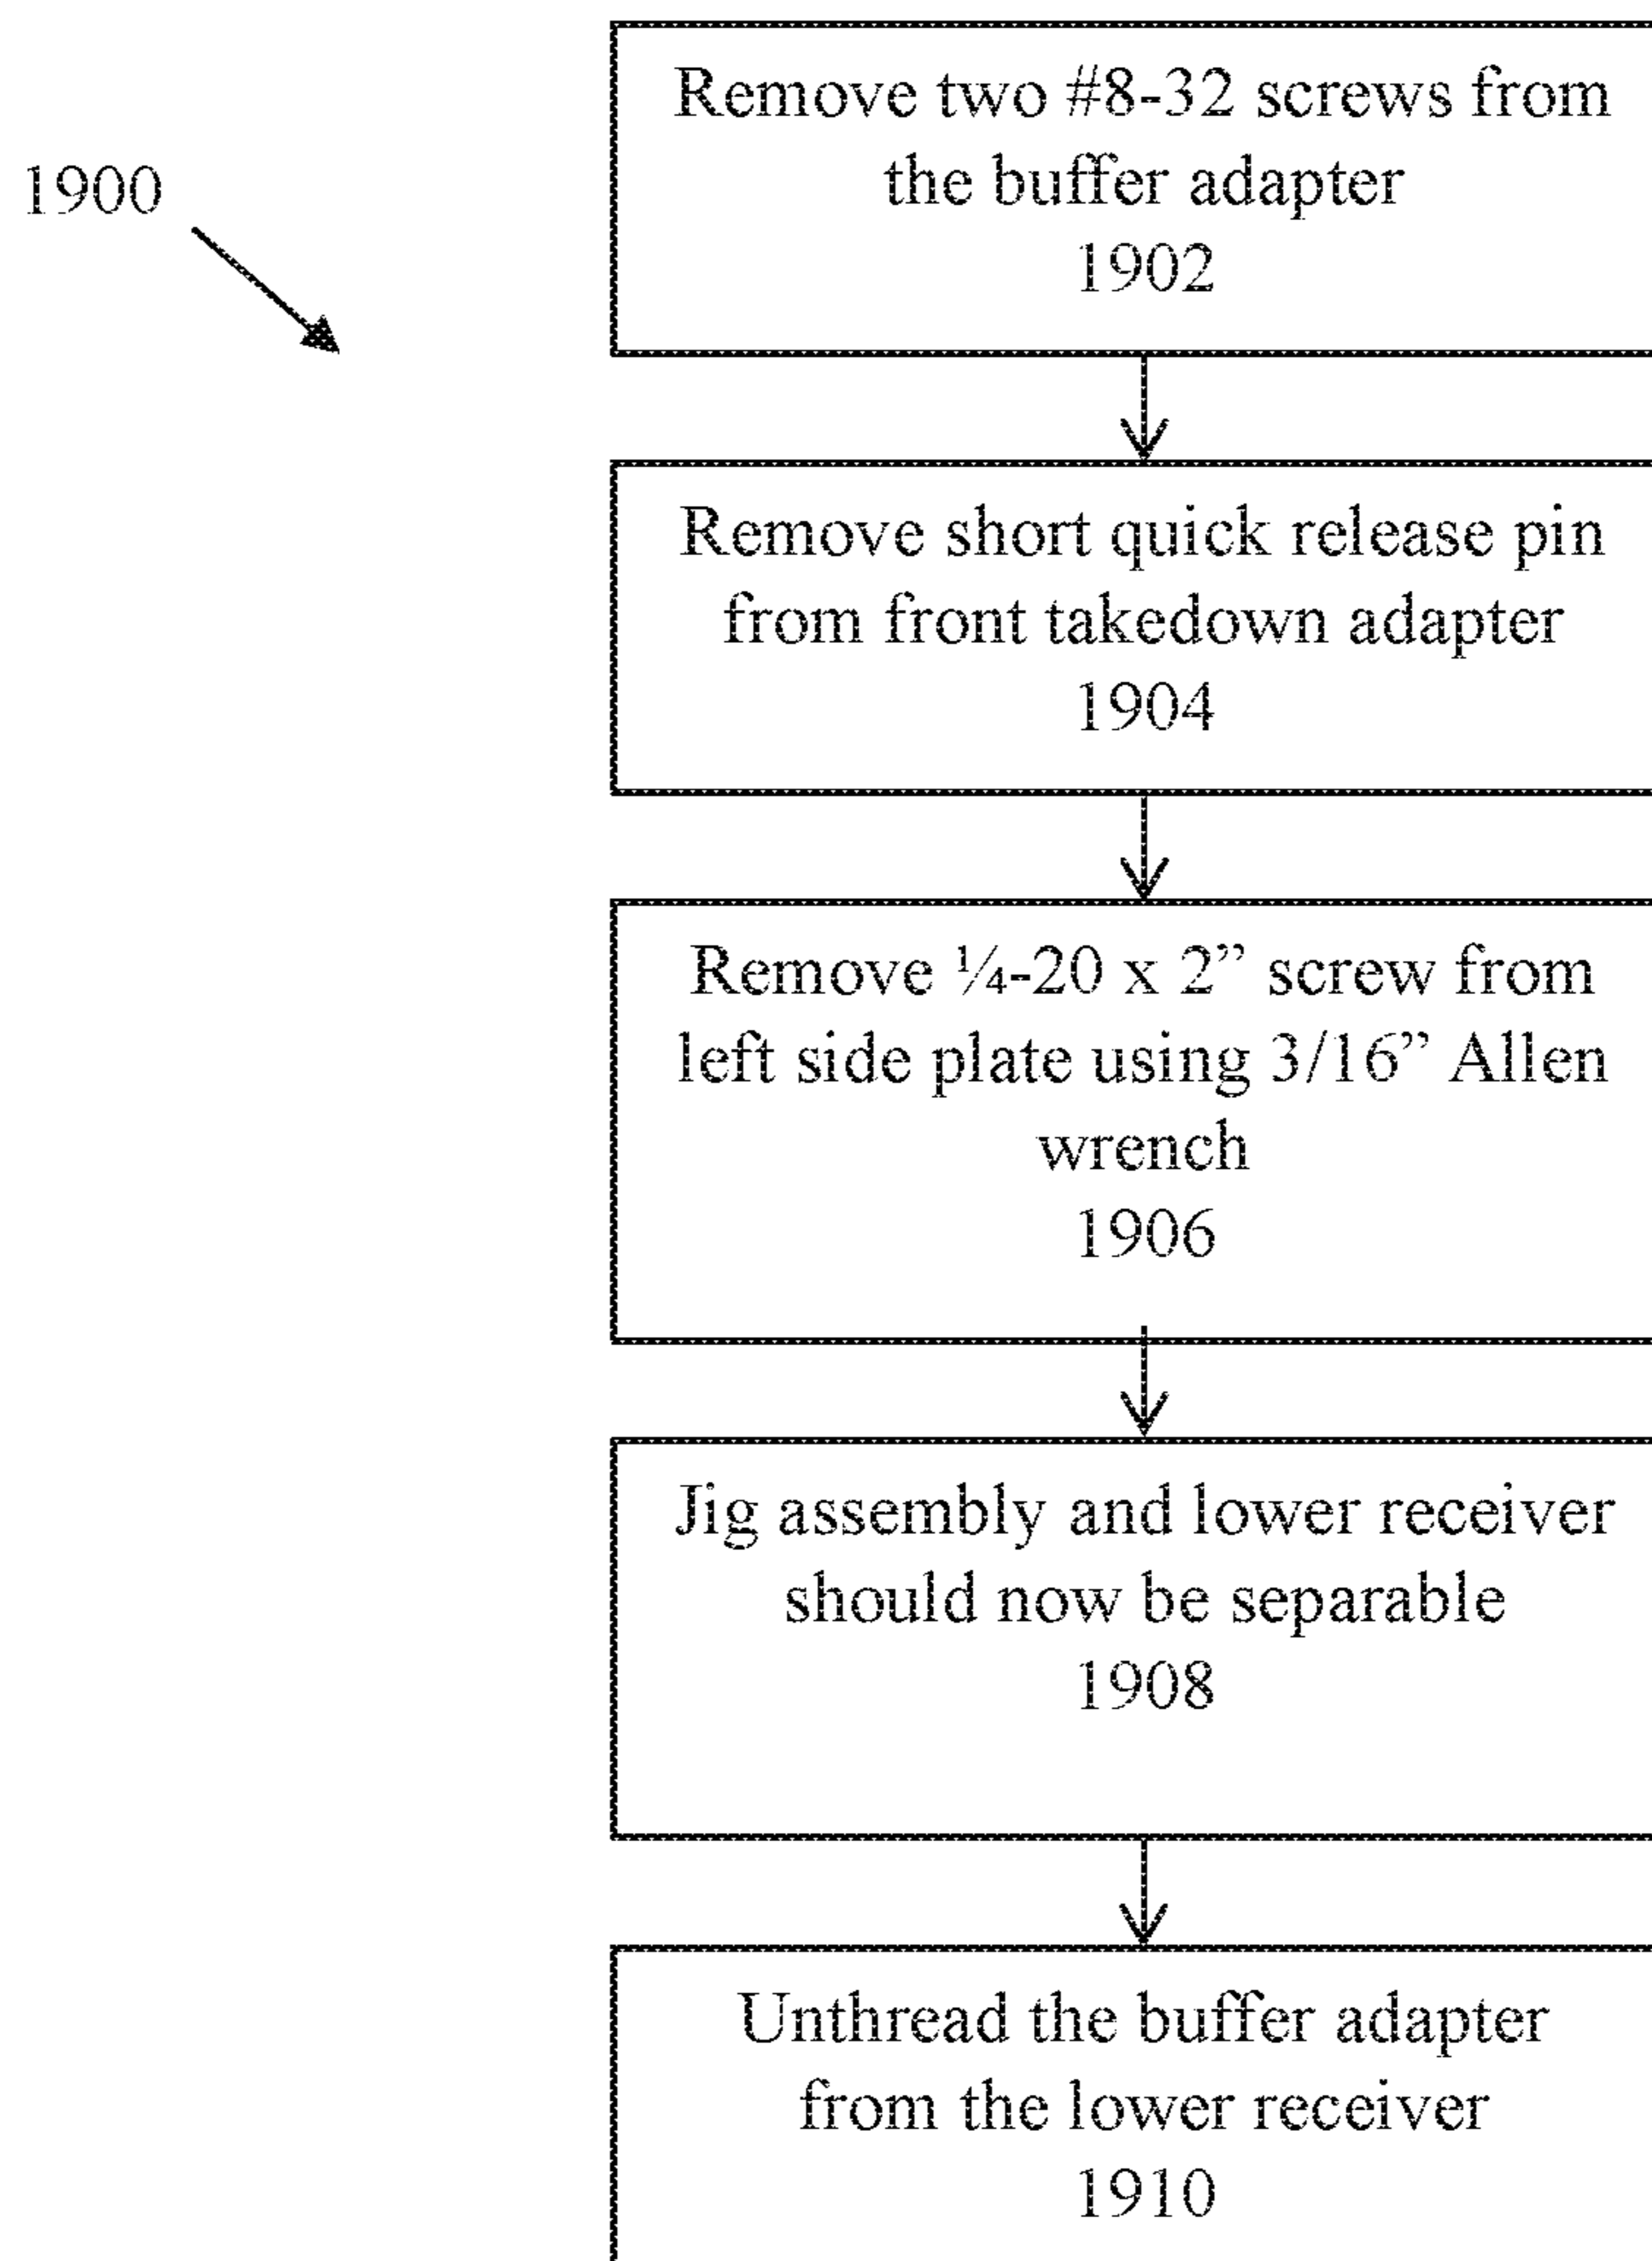 Remove two #8-32 screws from
the buffer adapter
1902
1900
Remove short quick release pin
from front takedown adapter
1904
Remove ¼-20 x 2” screw from
left side plate using 3/16” Allen
wrench
1906
Jig assembly and lower receiver
should now be separable
1908
Unthread the buffer adapter
from the lower receiver
1910